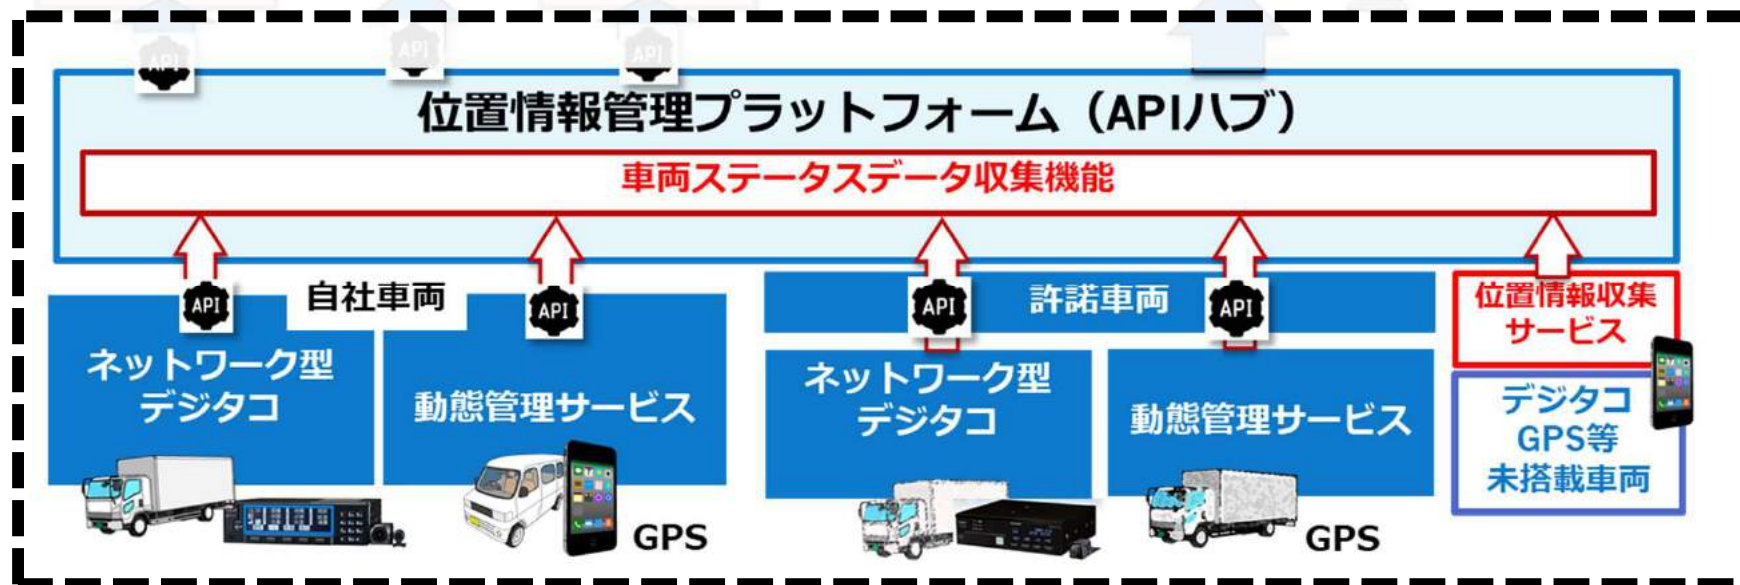 API
API
API
位置情報管理プラットフォーム（APIハブ）
車両ステータスデータ収集機能
API
自社車両
API
API
許諾車両
API
位置情報収集
サービス
ネットワーク型
デジタコ
動態管理サービス
GPS
ネットワーク型
デジタコ
動態管理サービス
GPS
デジタコ
GPS等
未搭載車両